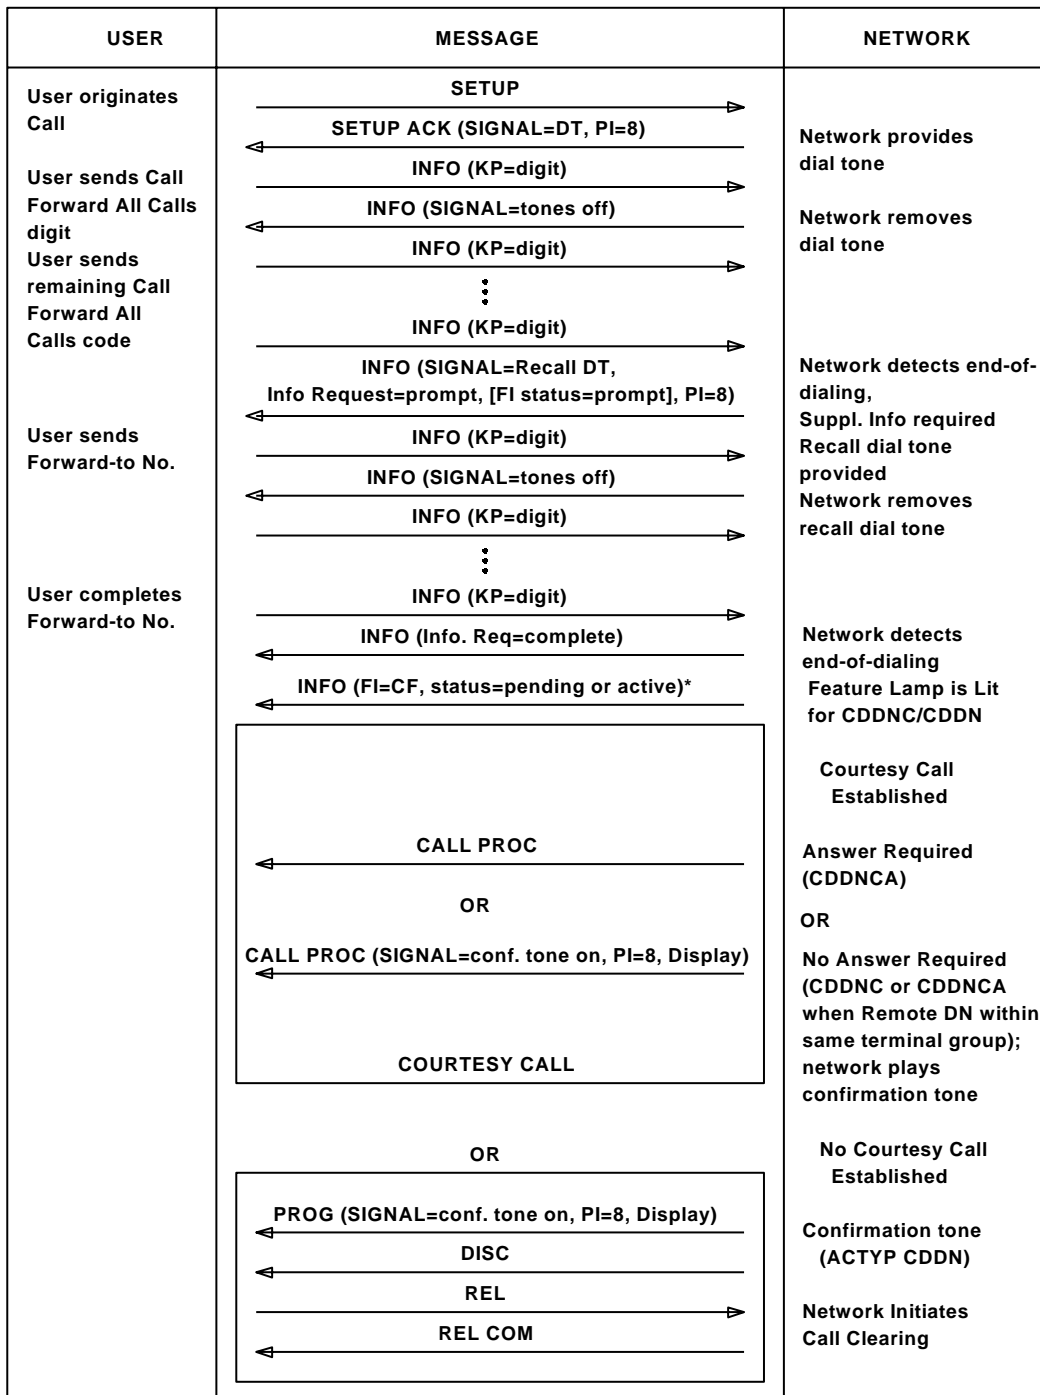 USER
MESSAGE
NETWORK
User originates
Call
SETUP
SETUP ACK (SIGNAL=DT, PI=8)
Network provides
dial tone
User sends Call
Forward All Calls
digit
INFO (KP=digit)
INFO (SIGNAL=tones off)
Network removes
dial tone
User sends
remaining Call
Forward All
Calls code
INFO (KP=digit)
INFO (KP=digit)
INFO (SIGNAL=Recall DT,
Info Request=prompt, [FI status=prompt], PI=8)
Network detects end-of-
dialing,
Suppl. Info required
Recall dial tone
provided
User sends
Forward-to No.
INFO (KP=digit)
INFO (SIGNAL=tones off)
Network removes
recall dial tone
INFO (KP=digit)
User completes
Forward-to No.
INFO (KP=digit)
INFO (Info. Req=complete)
Network detects
end-of-dialing
INFO (FI=CF, status=pending or active)*
Feature Lamp is Lit
for CDDNC/CDDN
Courtesy Call
Established
CALL PROC
Answer Required
(CDDNCA)
OR
OR
CALL PROC (SIGNAL=conf. tone on, PI=8, Display)
No Answer Required
(CDDNC or CDDNCA
when Remote DN within
same terminal group);
network plays
confirmation tone
COURTESY CALL
OR
No Courtesy Call
Established
PROG (SIGNAL=conf. tone on, PI=8, Display)
Confirmation tone
(ACTYP CDDN)
DISC
REL
Network Initiates
Call Clearing
REL COM